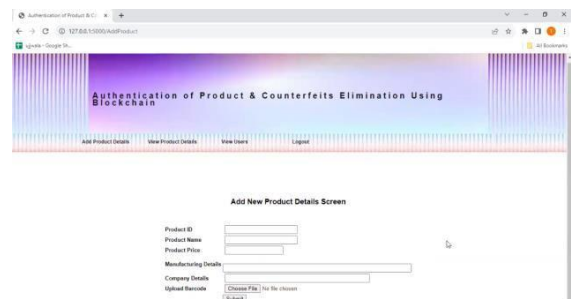 Authentication of Product & C
127.0.0.1:5000/AddProduct
All Bookmarks
Authentication of Product & Counterfeits Elimination Using
Blockchain
Add Product Details View Product Details View Users Logout
Add New Product Details Screen
Product ID
Product Name
Product Price
Manufacturing Details
Company Details
Upload Barcode Choose File No file chosen
Submit